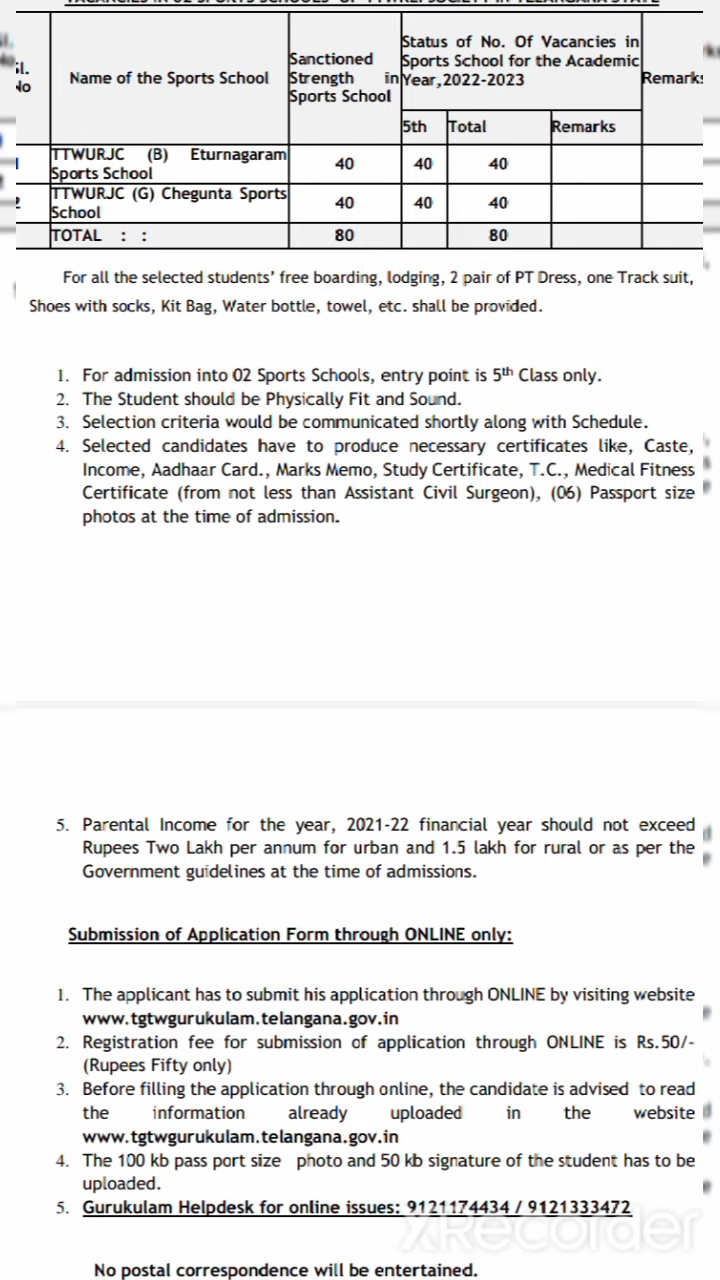 VACANCIES IN 02 SPORTS SCHOOLS OF TTWREI SOCIETY IN TELANGANA STATE
Sl. No
Name of the Sports School
Sanctioned Strength in Sports School
Status of No. Of Vacancies in Sports School for the Academic Year,2022-2023
Remarks
5th Total Remarks
1 TTWURJC (B) Eturnagaram Sports School 40 40 40
2 TTWURJC (G) Chegunta Sports School 40 40 40
TOTAL : : 80 80
For all the selected students' free boarding, lodging, 2 pair of PT Dress, one Track suit,
Shoes with socks, Kit Bag, Water bottle, towel, etc. shall be provided.
1. For admission into 02 Sports Schools, entry point is 5th Class only.
2. The Student should be Physically Fit and Sound.
3. Selection criteria would be communicated shortly along with Schedule.
4. Selected candidates have to produce necessary certificates like, Caste,
Income, Aadhaar Card., Marks Memo, Study Certificate, T.C., Medical Fitness
Certificate (from not less than Assistant Civil Surgeon), (06) Passport size
photos at the time of admission.
5. Parental Income for the year, 2021-22 financial year should not exceed
Rupees Two Lakh per annum for urban and 1.5 lakh for rural or as per the
Government guidelines at the time of admissions.
Submission of Application Form through ONLINE only:
1. The applicant has to submit his application through ONLINE by visiting website
www.tgtwgurukulam.telangana.gov.in
2. Registration fee for submission of application through ONLINE is Rs.50/-
(Rupees Fifty only)
3. Before filling the application through online, the candidate is advised to read
the information already uploaded in the website
www.tgtwgurukulam.telangana.gov.in
4. The 100 kb pass port size photo and 50 kb signature of the student has to be
uploaded.
5. Gurukulam Helpdesk for online issues: 9121174434 / 9121333472
XRecorder
No postal correspondence will be entertained.